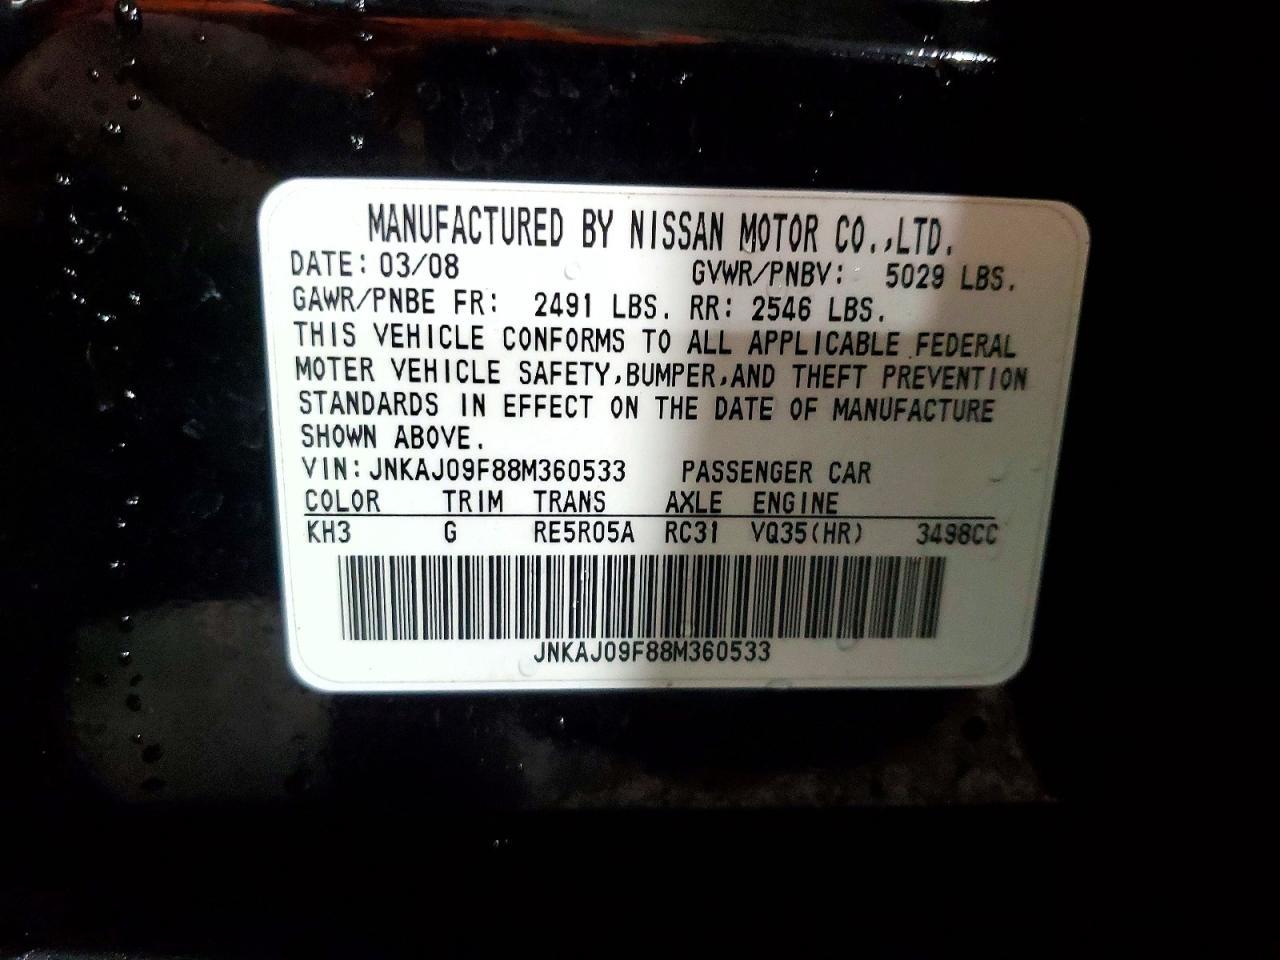 MANUFACTURED BY NISSAN MOTOR CO.,LTD.
DATE: 03/08 GVWR/PNBV: 5029 LBS.
GAWR/PNBE FR: 2491 LBS. RR: 2546 LBS.
THIS VEHICLE CONFORMS TO ALL APPLICABLE FEDERAL
MOTER VEHICLE SAFETY,BUMPER,AND THEFT PREVENTION
STANDARDS IN EFFECT ON THE DATE OF MANUFACTURE
SHOWN ABOVE.
VIN: JNKAJ09F88M360533 PASSENGER CAR
COLOR TRIM TRANS AXLE ENGINE
KH3 G RE5R05A RC31 VQ35(HR) 3498CC
JNKAJ09F88M360533